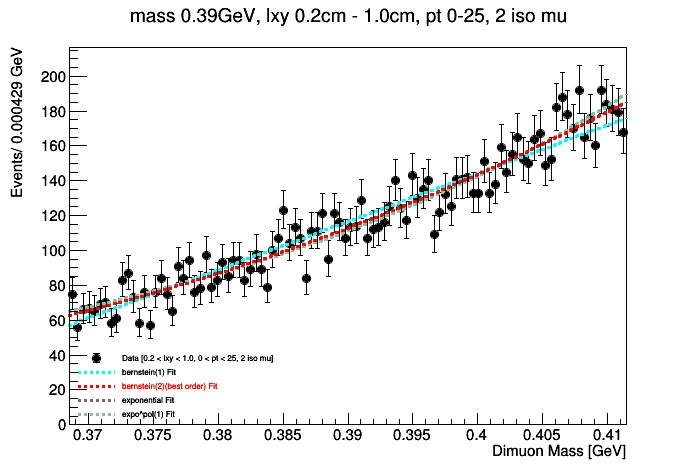 mass 0.39GeV, lxy 0.2cm - 1.0cm, pt 0-25, 2 iso mu
Events/ 0.000429 GeV
200
180
160
140
120
100
80
60
40
20
0
Data [0.2 < lxy < 1.0, 0 < pt < 25, 2 iso mu]
bernstein(1) Fit
bernstein(2)(best order) Fit
exponential Fit
expo*pol(1) Fit
0.37 0.375 0.38 0.385 0.39 0.395 0.4 0.405 0.41
Dimuon Mass [GeV]